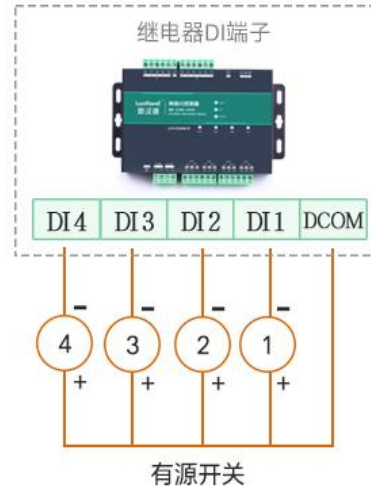 继电器DI端子
LanHand
DI4 DI3 DI2 DI1 DCOM
- - - -
4 3 2 1
+ + + +
有源开关